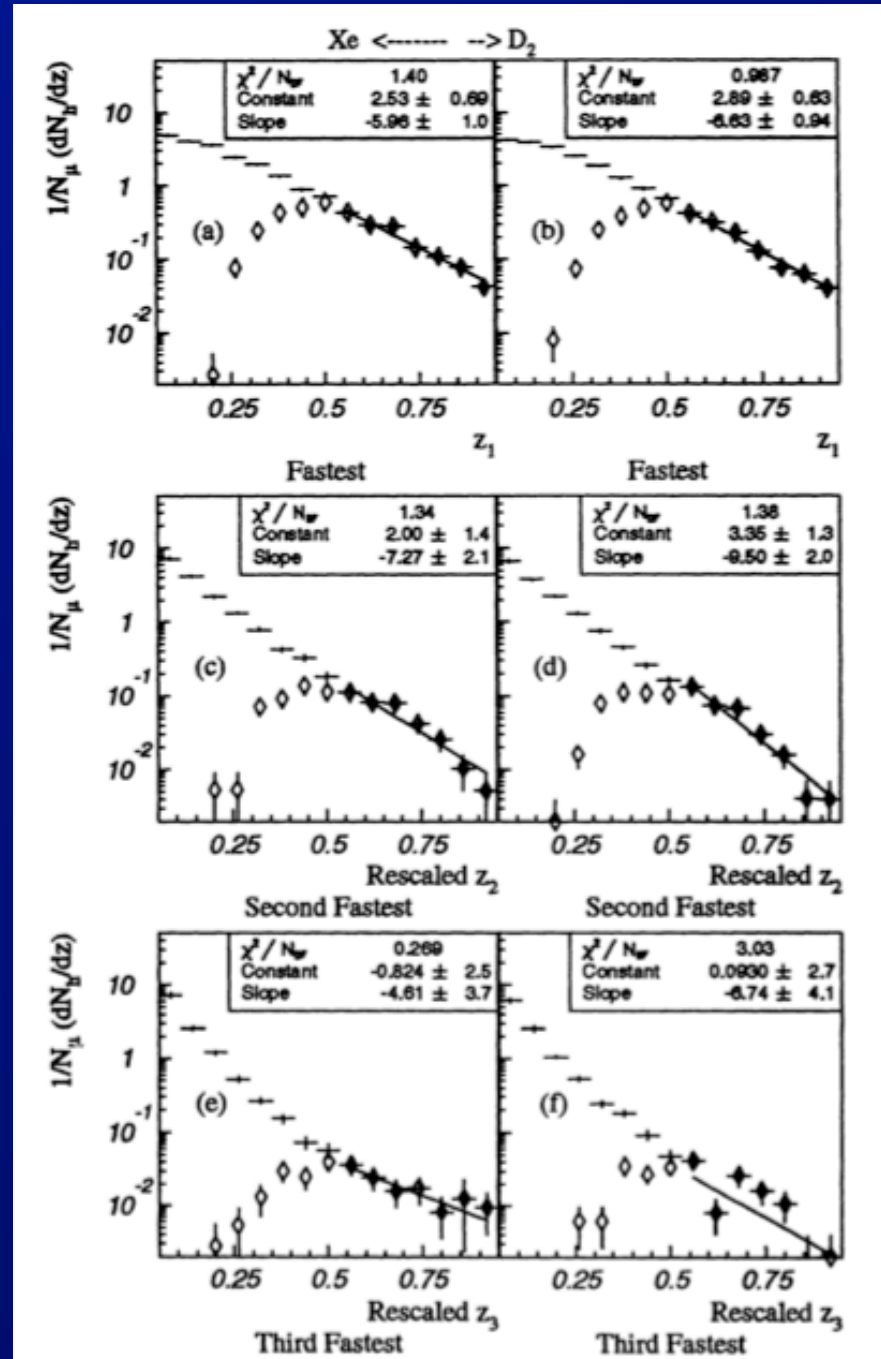 Xe <------- -->D2
χ² / Ndf 1.40
Constant 2.53 ± 0.69
Slope -5.96 ± 1.0
χ² / Ndf 0.987
Constant 2.89 ± 0.63
Slope -6.63 ± 0.94
1/Nμ (dNh/dz)
10
1
10-1
10-2
(a)
(b)
0.25 0.5 0.75 0.25 0.5 0.75
z1 z1
Fastest Fastest
χ² / Ndf 1.34
Constant 2.00 ± 1.4
Slope -7.27 ± 2.1
χ² / Ndf 1.38
Constant 3.35 ± 1.3
Slope -9.50 ± 2.0
1/Nμ (dNh/dz)
10
1
10-1
10-2
(c)
(d)
0.25 0.5 0.75 0.25 0.5 0.75
Rescaled z2 Rescaled z2
Second Fastest Second Fastest
χ² / Ndf 0.269
Constant -0.824 ± 2.5
Slope -4.61 ± 3.7
χ² / Ndf 3.03
Constant 0.0930 ± 2.7
Slope -6.74 ± 4.1
1/Nμ (dNh/dz)
10
1
10-1
10-2
(e)
(f)
0.25 0.5 0.75 0.25 0.5 0.75
Rescaled z3 Rescaled z3
Third Fastest Third Fastest